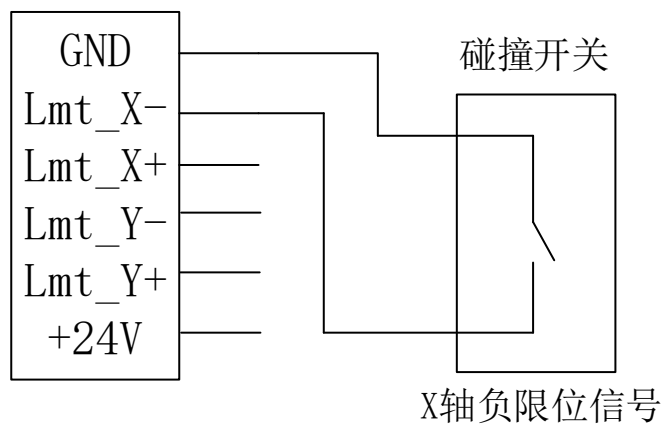 GND
Lmt_X-
Lmt_X+
Lmt_Y-
Lmt_Y+
+24V
碰撞开关
X轴负限位信号